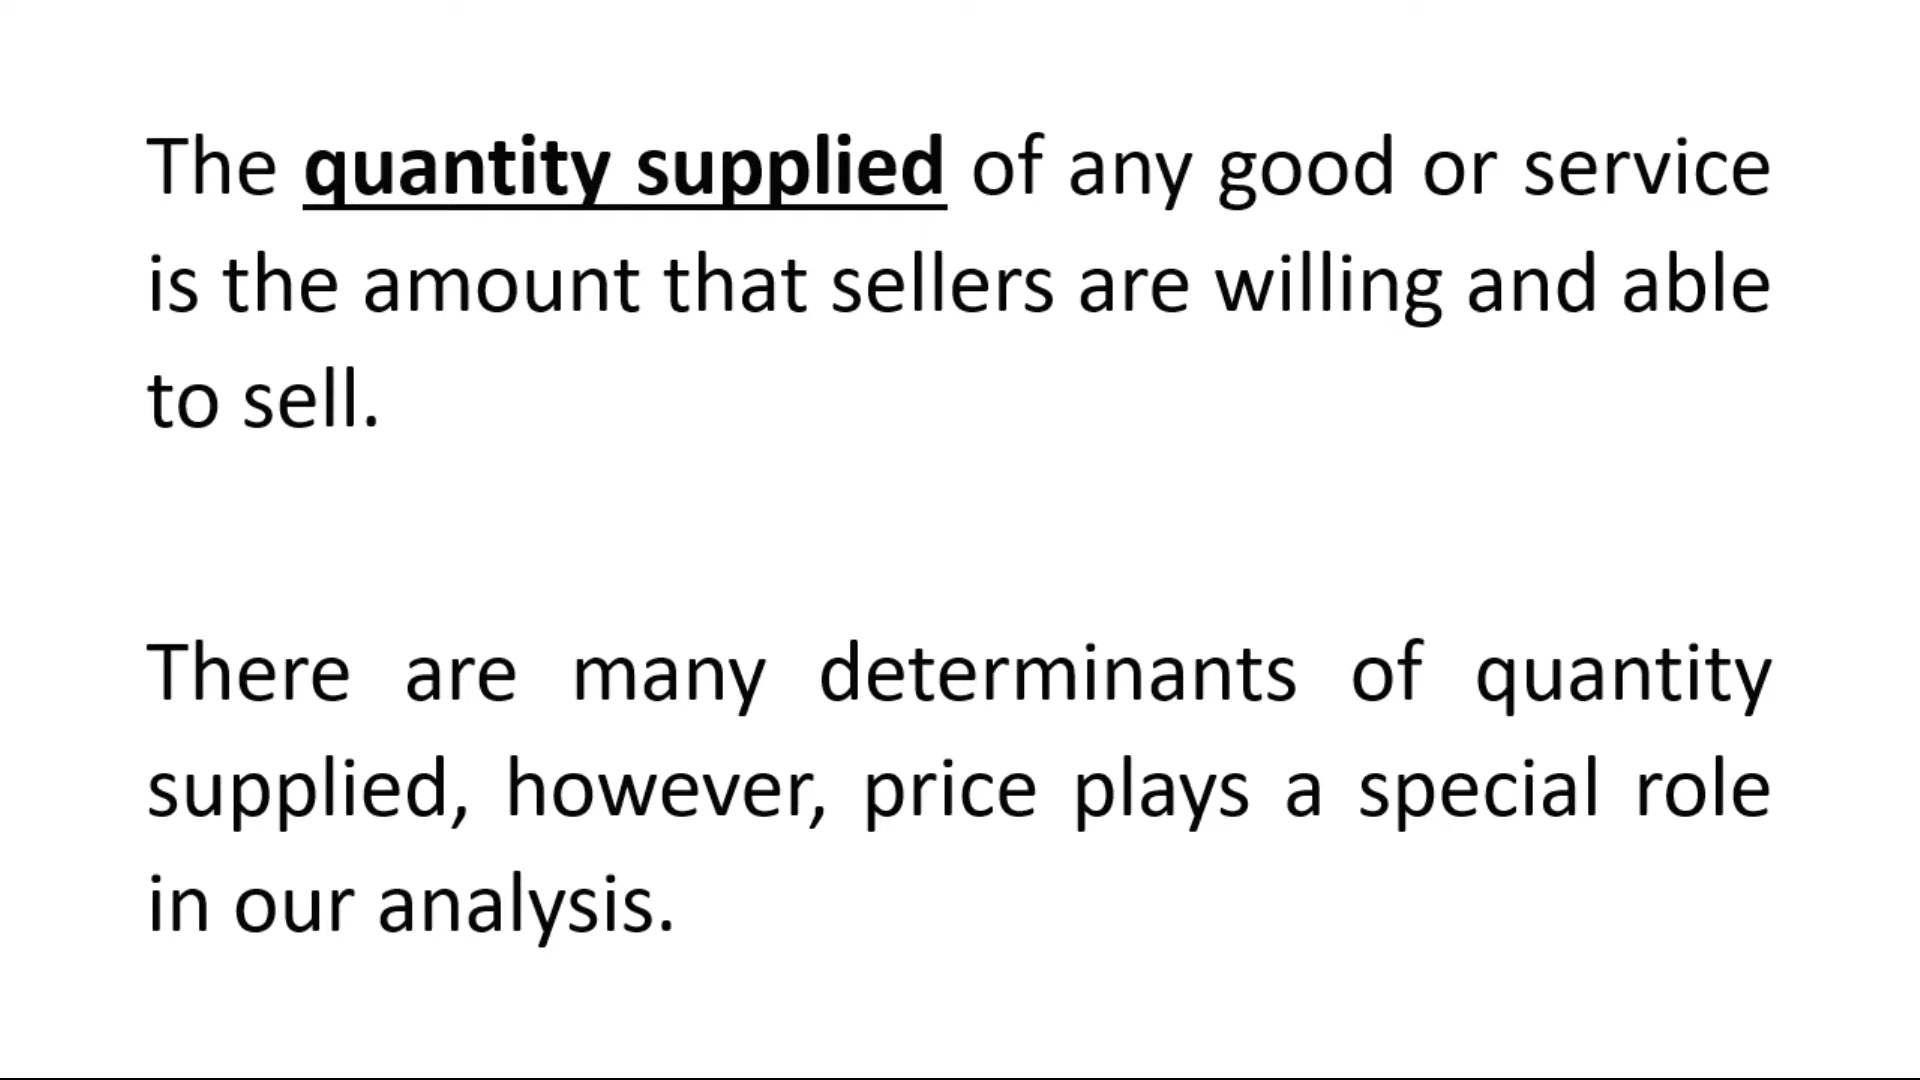 The quantity supplied of any good or service
is the amount that sellers are willing and able
to sell.
There are many determinants of quantity
supplied, however, price plays a special role
in our analysis.